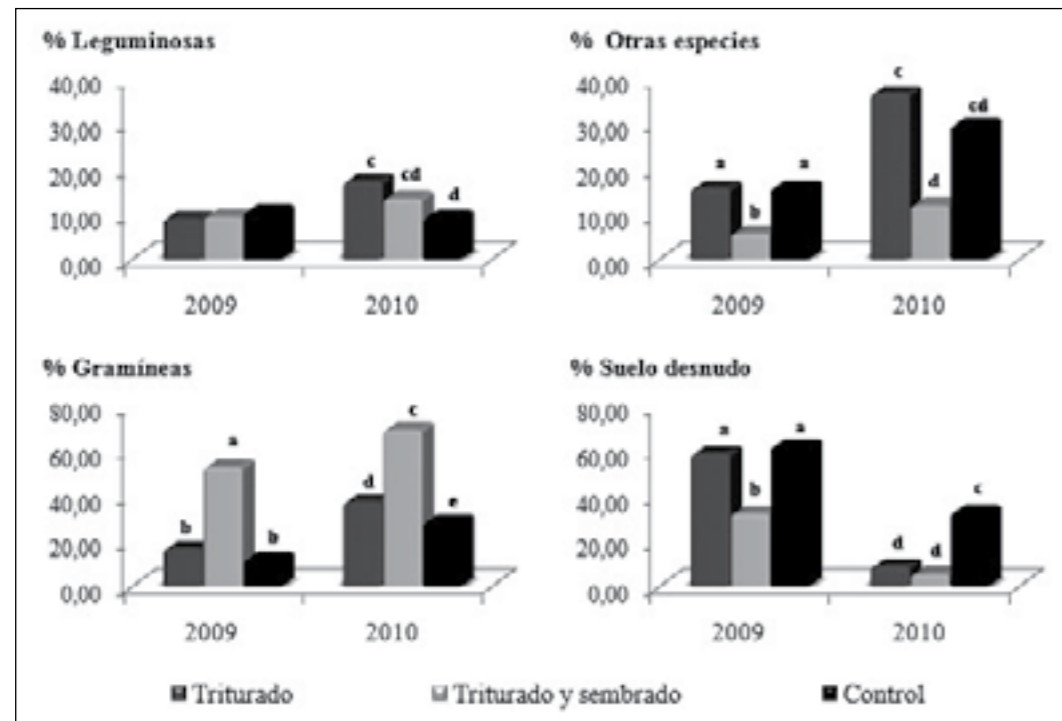 % Leguminosas
40,00
30,00
20,00
10,00
0,00
c
cd
d
2009 2010
% Otras especies
40,00
30,00
20,00
10,00
0,00
a
b
a
c
d
cd
2009 2010
% Gramíneas
80,00
60,00
40,00
20,00
0,00
b
a
b
d
c
e
2009 2010
% Suelo desnudo
80,00
60,00
40,00
20,00
0,00
a
b
a
d
d
c
2009 2010
Triturado Triturado y sembrado Control